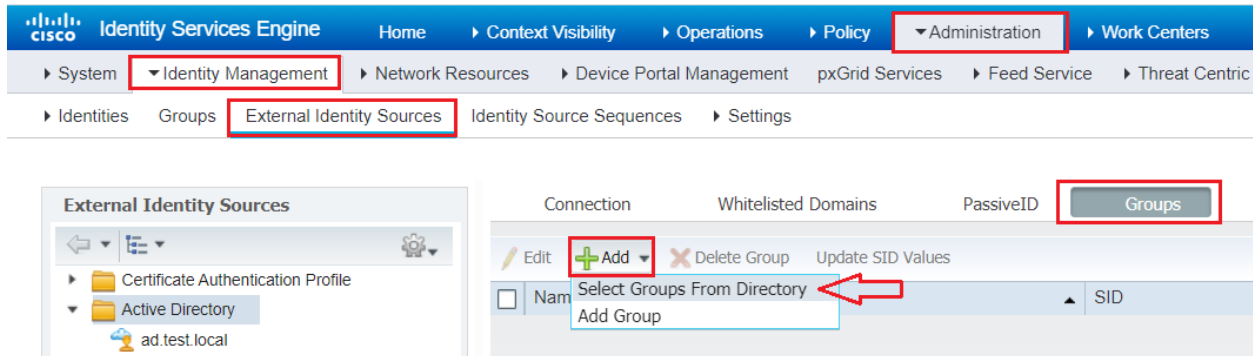 cisco Identity Services Engine Home Context Visibility Operations Policy Administration Work Centers
System Identity Management Network Resources Device Portal Management pxGrid Services Feed Service Threat Centric
Identities Groups External Identity Sources Identity Source Sequences Settings
External Identity Sources
Connection Whitelisted Domains PassiveID Groups
Edit Add Delete Group Update SID Values
Certificate Authentication Profile
Active Directory
ad.test.local
Select Groups From Directory
Add Group
Nam SID